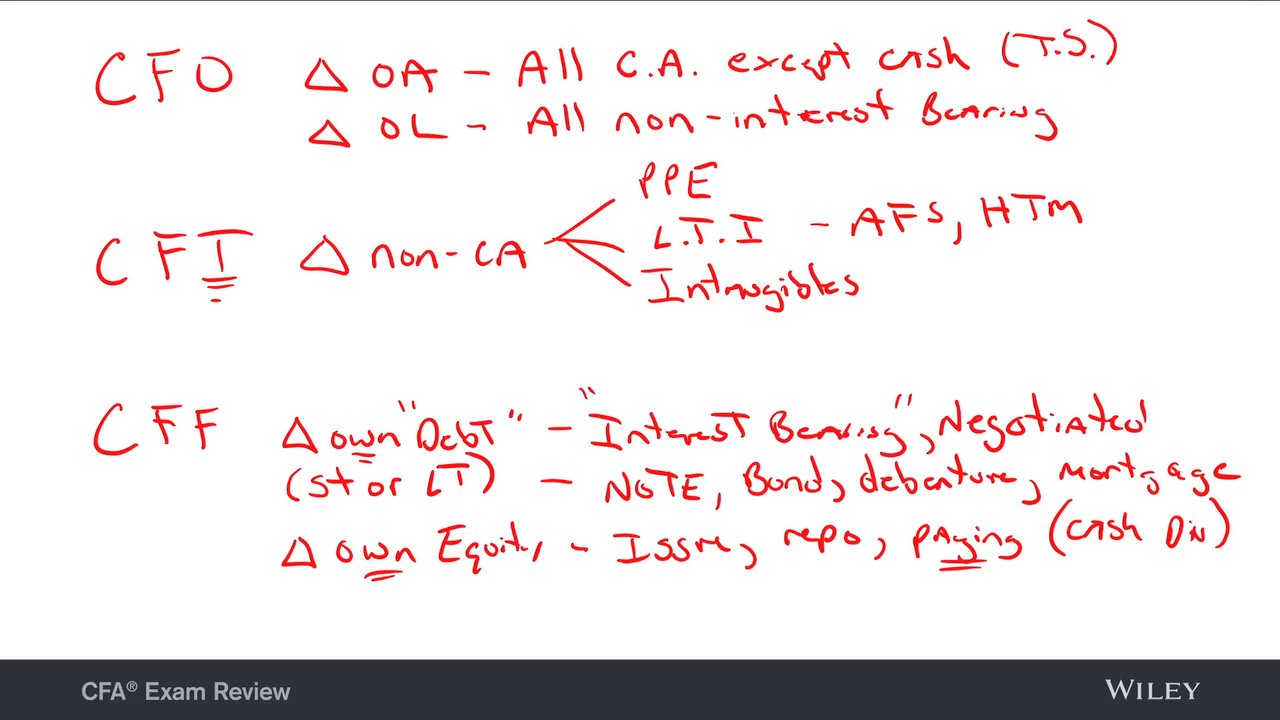 CFO Δ OA - All C.A. except cash (T.S.)
Δ OL - All non-interest Bearing
PPE
CFI Δ non-CA L.T.I - AFS, HTM
Intangibles
CFF Δ own "Debt" - "Interest Bearing", Negotiated
(St or LT) - NOTE, Bond, debenture, mortgage
Δ own Equity - Issue, repo, paying (cash Div)
CFA® Exam Review WILEY